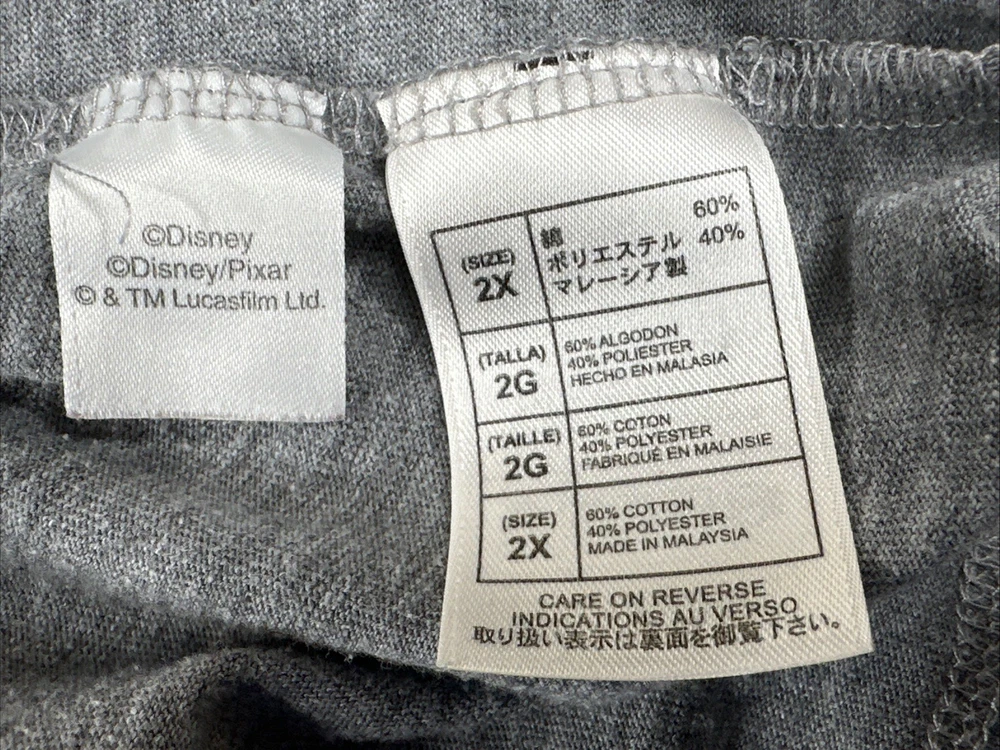 ©Disney
©Disney/Pixar
© & TM Lucasfilm Ltd.
(SIZE)
2X
綿 60%
ポリエステル 40%
マレーシア製
(TALLA)
2G
60% ALGODON
40% POLIESTER
HECHO EN MALASIA
(TAILLE)
2G
60% COTON
40% POLYESTER
FABRIQUÉ EN MALAISIE
(SIZE)
2X
60% COTTON
40% POLYESTER
MADE IN MALAYSIA
CARE ON REVERSE
INDICATIONS AU VERSO
取り扱い表示は裏面を御覧下さい。